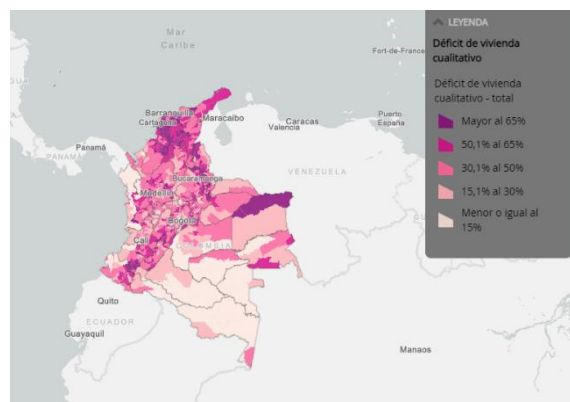 LEYENDA
Déficit de vivienda
cualitativo
Déficit de vivienda
cualitativo - total
Mayor al 65%
50,1% al 65%
30,1% al 50%
15,1% al 30%
Menor o igual al
15%
Mar
Caribe
Fort-de-France
Barranquilla
Cartagena
Maracaibo
Caracas
Valencia
Puerto
España
Panamá
PANAMÁ
VENEZUELA
Bucaramanga
Medellín
Bogotá
Cali
COLOMBIA
Quito
ECUADOR
Guayaquil
Manaos